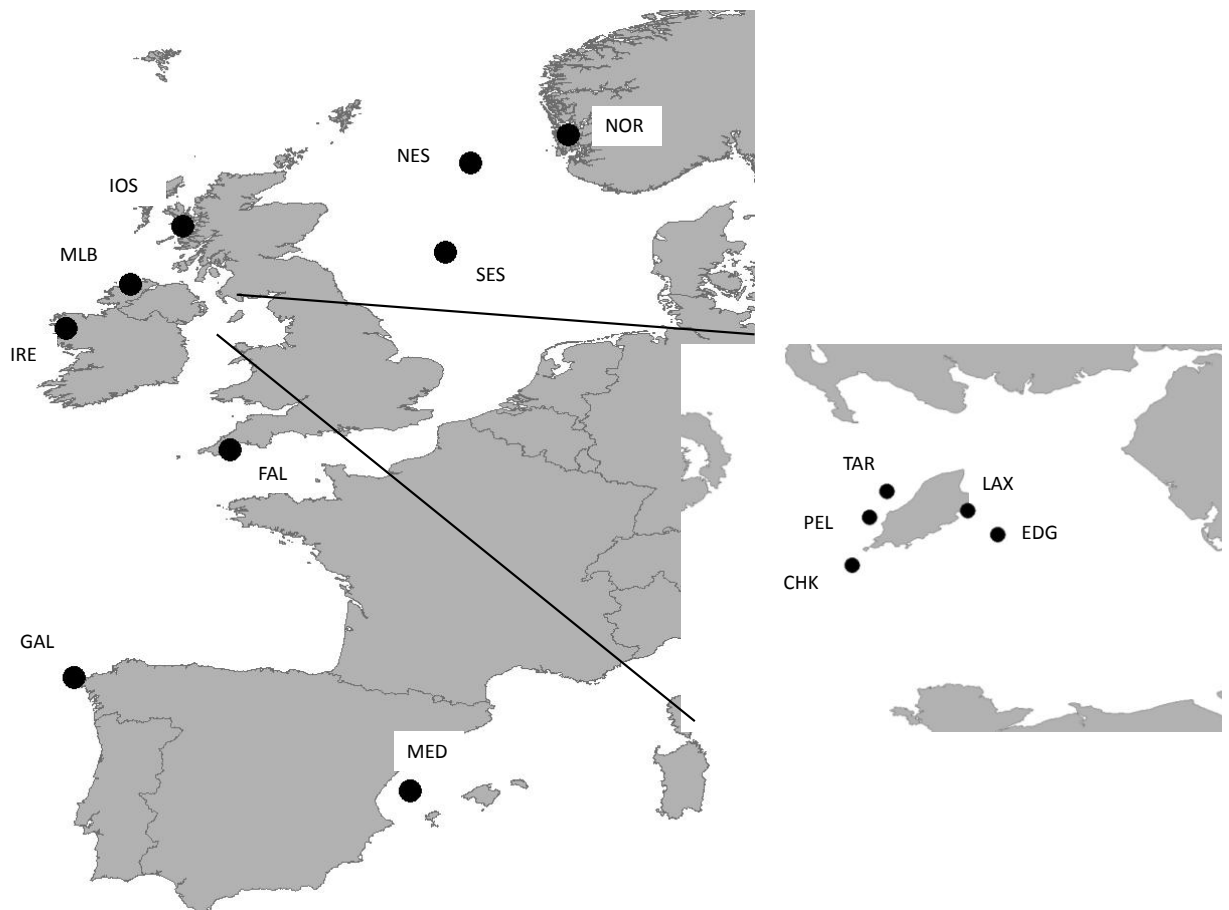 NOR
NES
IOS
MLB
SES
IRE
FAL
TAR
LAX
PEL
EDG
CHK
GAL
MED